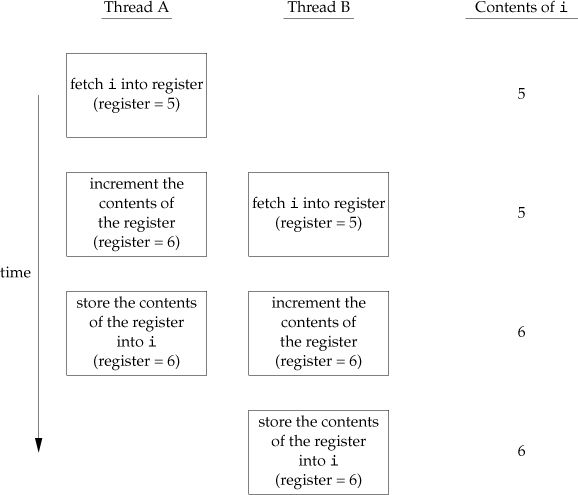 Thread A
Thread B
Contents of i
fetch i into register
(register = 5)
5
increment the
contents of
the register
(register = 6)
fetch i into register
(register = 5)
5
time
store the contents
of the register
into i
(register = 6)
increment the
contents of
the register
(register = 6)
6
store the contents
of the register
into i
(register = 6)
6